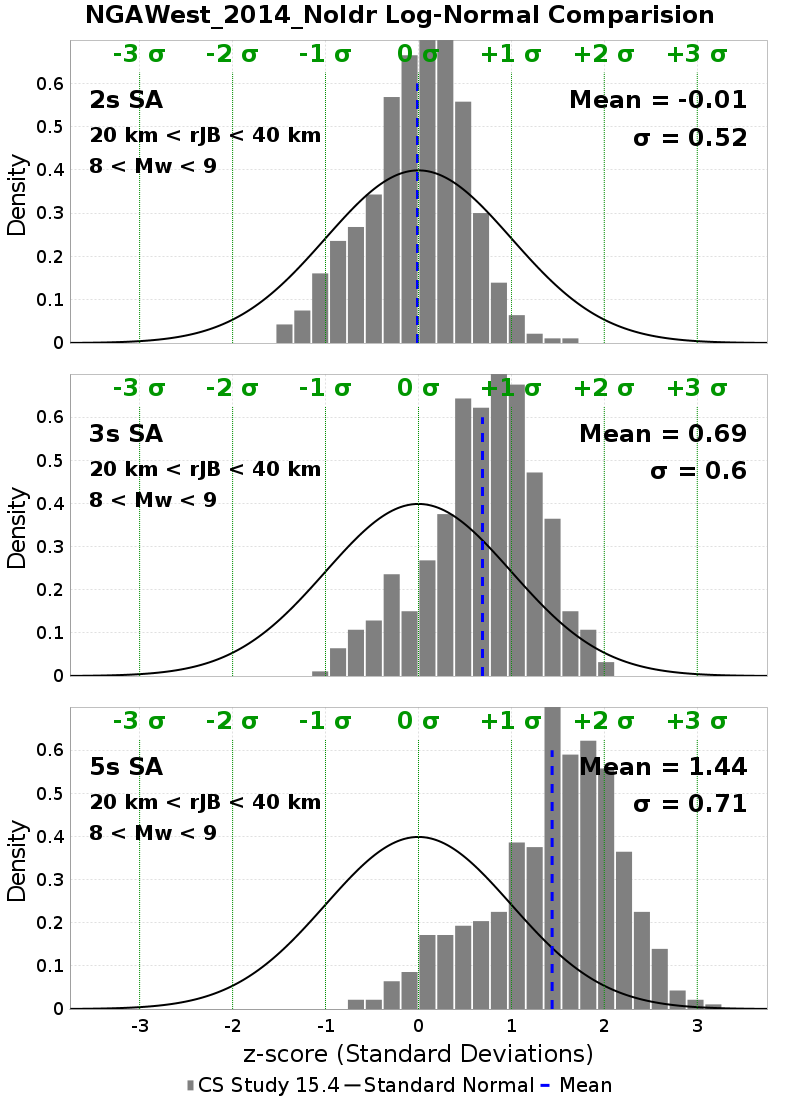 NGAWest_2014_NoIdr Log-Normal Comparision
-3 σ -2 σ -1 σ 0 σ +1 σ +2 σ +3 σ
2s SA Mean = -0.01
20 km < rJB < 40 km σ = 0.52
8 < Mw < 9
Density
0.6
0.5
0.4
0.3
0.2
0.1
0
-3 σ -2 σ -1 σ 0 σ +1 σ +2 σ +3 σ
3s SA Mean = 0.69
20 km < rJB < 40 km σ = 0.6
8 < Mw < 9
Density
0.6
0.5
0.4
0.3
0.2
0.1
0
-3 σ -2 σ -1 σ 0 σ +1 σ +2 σ +3 σ
5s SA Mean = 1.44
20 km < rJB < 40 km σ = 0.71
8 < Mw < 9
Density
0.6
0.5
0.4
0.3
0.2
0.1
0
-3 -2 -1 0 1 2 3
z-score (Standard Deviations)
CS Study 15.4 Standard Normal Mean